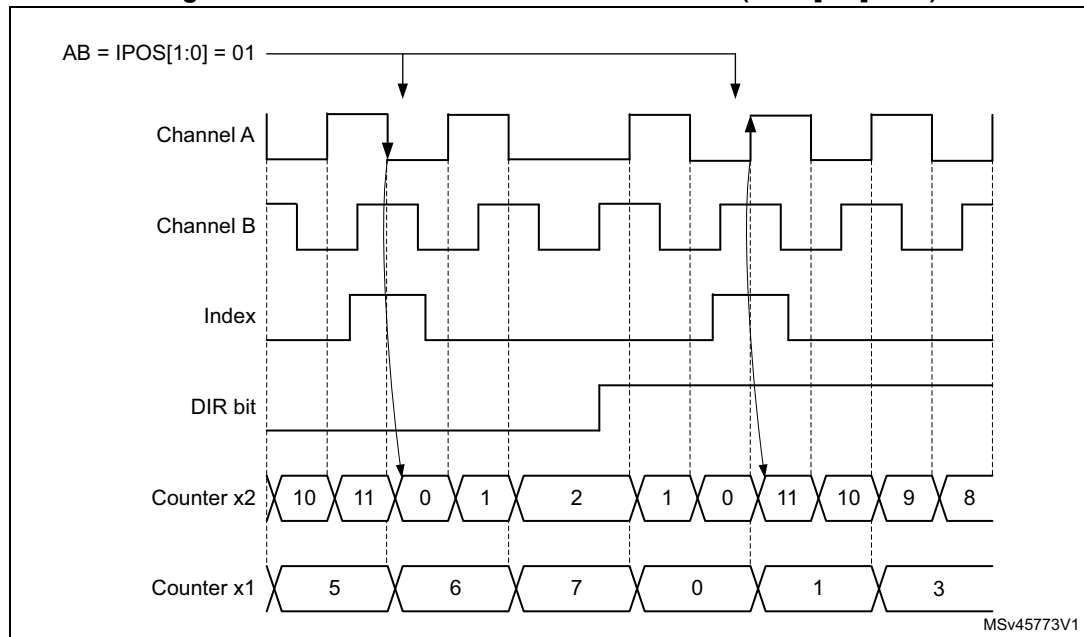 AB = IPOS[1:0] = 01
Channel A
Channel B
Index
DIR bit
Counter x2 10 11 0 1 2 1 0 11 10 9 8
Counter x1 5 6 7 0 1 3
MSv45773V1